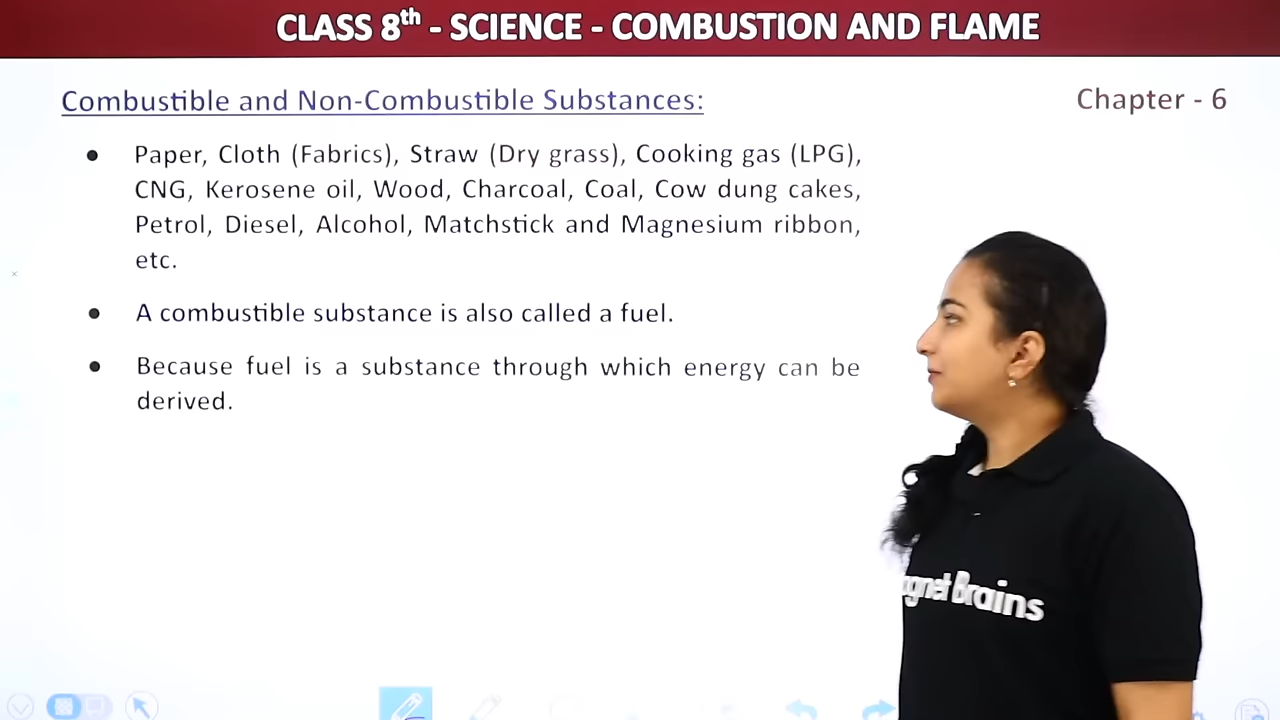 CLASS 8th - SCIENCE - COMBUSTION AND FLAME
Combustible and Non-Combustible Substances:
Chapter - 6
● Paper, Cloth (Fabrics), Straw (Dry grass), Cooking gas (LPG),
CNG, Kerosene oil, Wood, Charcoal, Coal, Cow dung cakes,
Petrol, Diesel, Alcohol, Matchstick and Magnesium ribbon,
etc.
● A combustible substance is also called a fuel.
● Because fuel is a substance through which energy can be
derived.
Brains